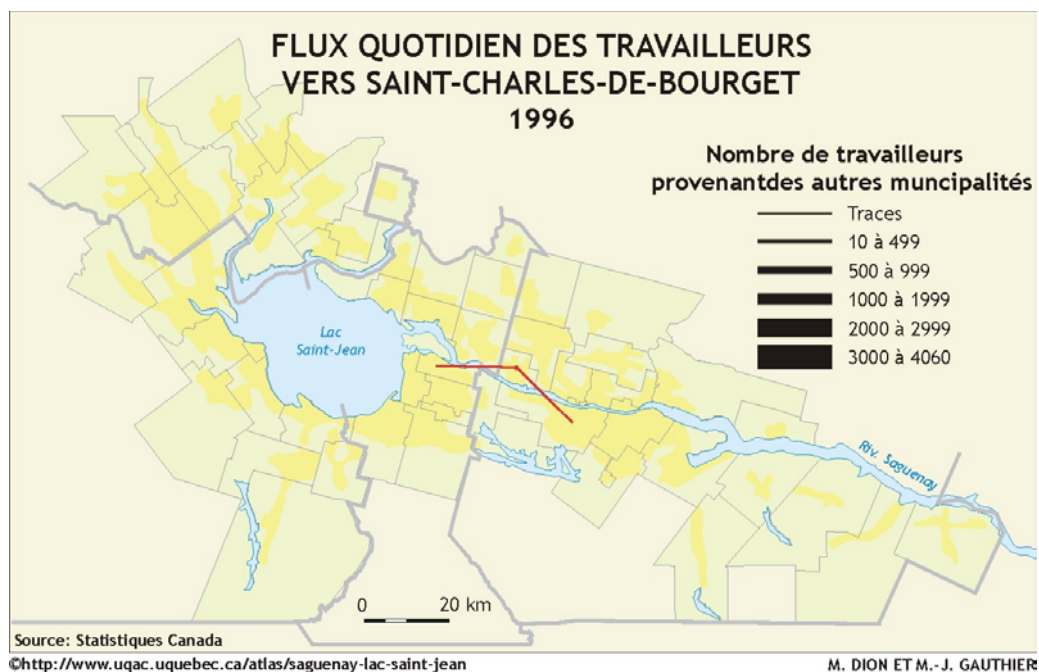 FLUX QUOTIDIEN DES TRAVAILLEURS
VERS SAINT-CHARLES-DE-BOURGET
1996
Nombre de travailleurs
provenantdes autres muncipalités
Traces
10 à 499
500 à 999
1000 à 1999
2000 à 2999
3000 à 4060
Lac
Saint-Jean
Riv. Saguenay
0 20 km
Source: Statistiques Canada
©http://www.uqac.uquebec.ca/atlas/saguenay-lac-saint-jean
M. DION ET M.-J. GAUTHIER